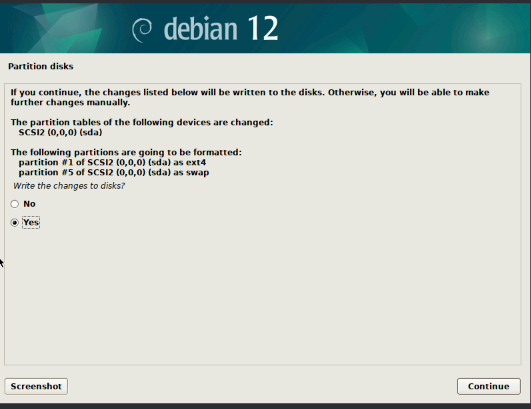 debian 12
Partition disks
If you continue, the changes listed below will be written to the disks. Otherwise, you will be able to make
further changes manually.
The partition tables of the following devices are changed:
SCSI2 (0,0,0) (sda)
The following partitions are going to be formatted:
partition #1 of SCSI2 (0,0,0) (sda) as ext4
partition #5 of SCSI2 (0,0,0) (sda) as swap
Write the changes to disks?
No
Yes
Screenshot
Continue